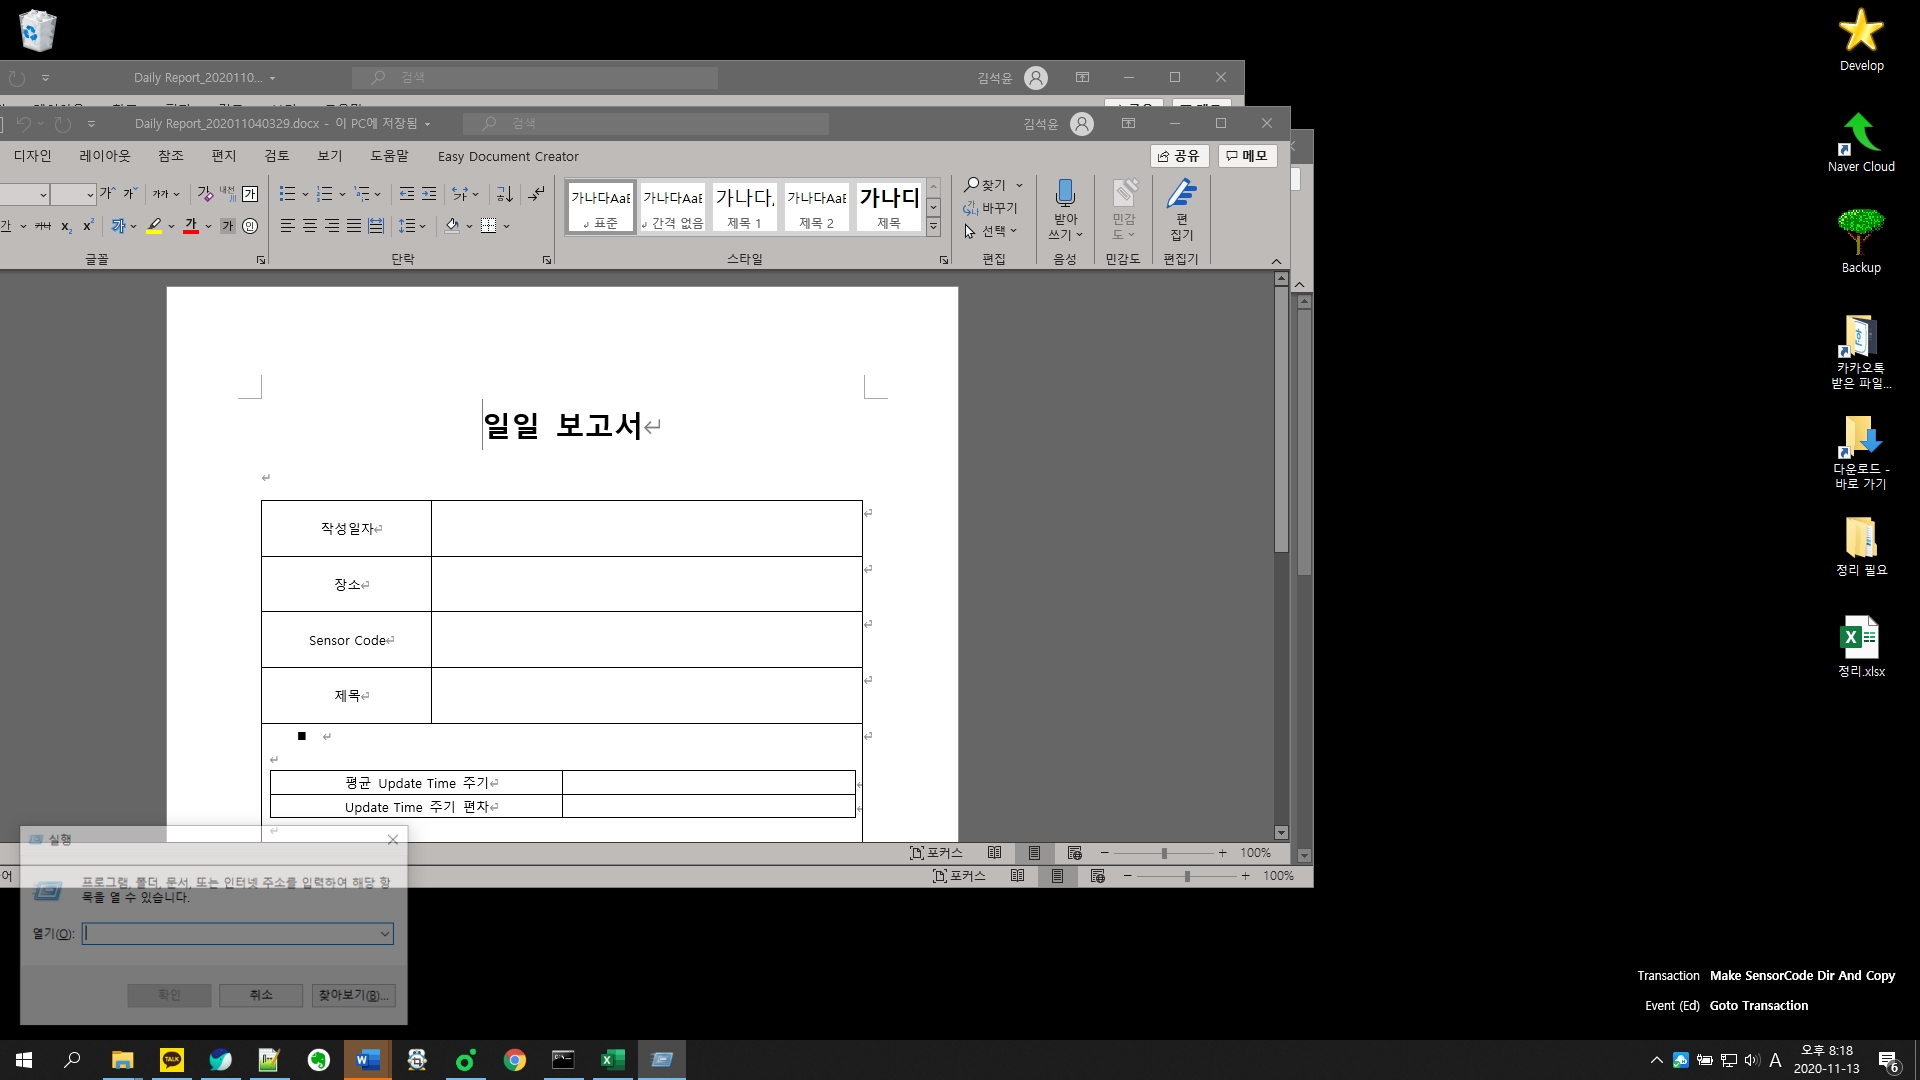 Daily Report_2020110...
검색
김석윤
Daily Report_202011040329.docx - 이 PC에 저장됨
검색
김석윤
디자인
레이아웃
참조
편지
검토
보기
도움말
Easy Document Creator
공유
메모
글꼴
단락
가나다AaB
표준
가나다AaB
간격 없음
가나다,
제목 1
가나다AaB
제목 2
가나디
제목
스타일
찾기
바꾸기
선택
편집
받아
쓰기
음성
민감
도
민감도
편
집기
편집기
일일 보고서
작성일자
장소
Sensor Code
제목
평균 Update Time 주기
Update Time 주기 편차
포커스
100%
포커스
100%
실행
프로그램, 폴더, 문서, 또는 인터넷 주소를 입력하여 해당 항
목을 열 수 있습니다.
열기(O):
확인
취소
찾아보기(B)...
Develop
Naver Cloud
Backup
카카오톡
받은 파일...
다운로드 -
바로 가기
정리 필요
정리.xlsx
Transaction Make SensorCode Dir And Copy
Event (Ed) Goto Transaction
TALK
A
오후 8:18
2020-11-13
6